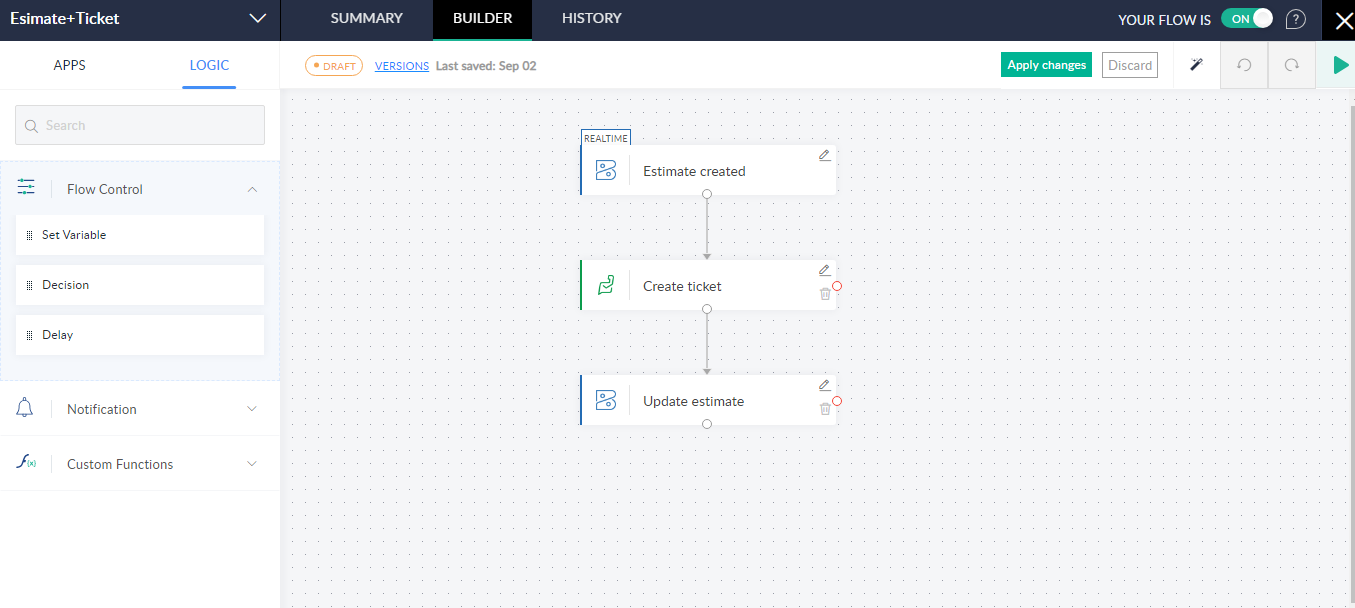 Esimate+Ticket
SUMMARY
BUILDER
HISTORY
YOUR FLOW IS
ON
?
APPS
LOGIC
DRAFT
VERSIONS
Last saved: Sep 02
Apply changes
Discard
Search
Flow Control
Set Variable
Decision
Delay
Notification
f(x)
Custom Functions
REALTIME
Estimate created
Create ticket
Update estimate